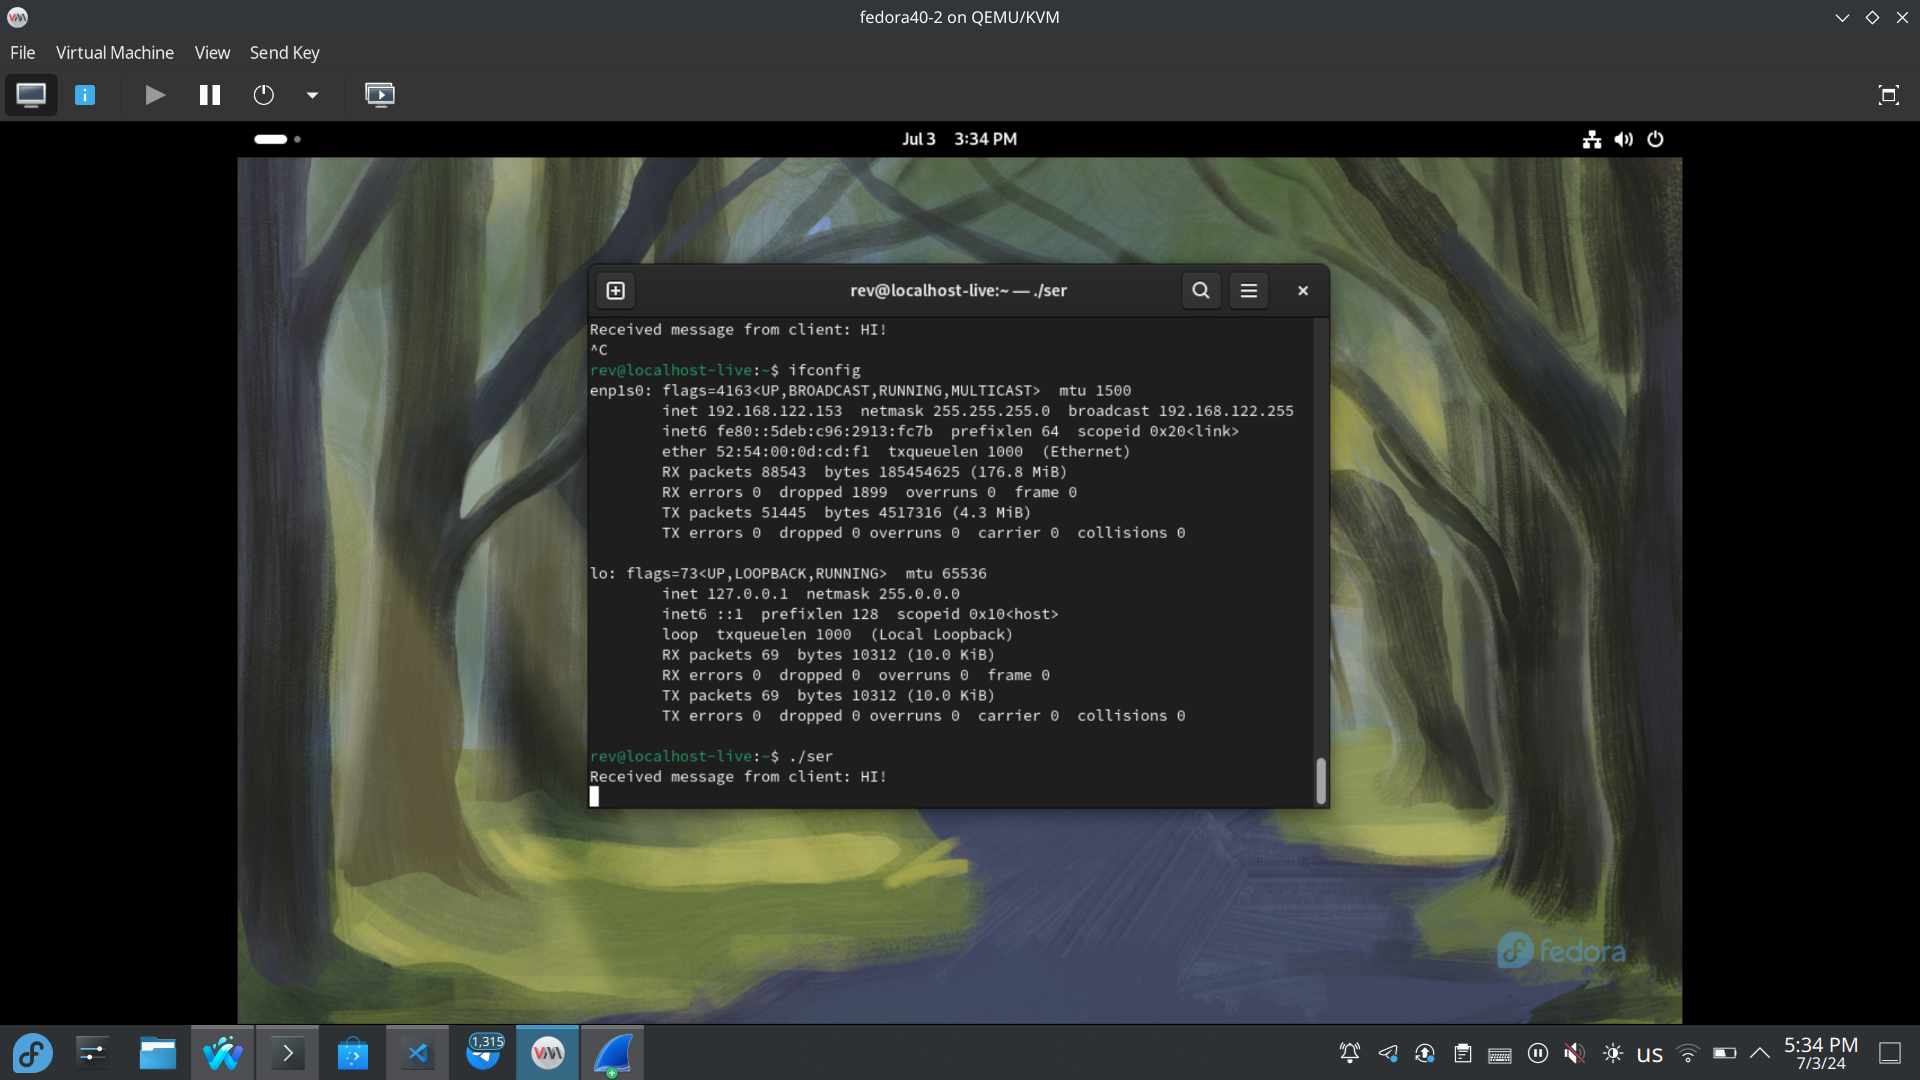 fedora40-2 on QEMU/KVM
File Virtual Machine View Send Key
Jul 3 3:34 PM
rev@localhost-live:~ — ./ser
Received message from client: HI!
^C
rev@localhost-live:~$ ifconfig
enp1s0: flags=4163<UP,BROADCAST,RUNNING,MULTICAST>  mtu 1500
        inet 192.168.122.153  netmask 255.255.255.0  broadcast 192.168.122.255
        inet6 fe80::5deb:c96:2913:fc7b  prefixlen 64  scopeid 0x20<link>
        ether 52:54:00:0d:cd:f1  txqueuelen 1000  (Ethernet)
        RX packets 88543  bytes 185454625 (176.8 MiB)
        RX errors 0  dropped 1899  overruns 0  frame 0
        TX packets 51445  bytes 4517316 (4.3 MiB)
        TX errors 0  dropped 0 overruns 0  carrier 0  collisions 0
lo: flags=73<UP,LOOPBACK,RUNNING>  mtu 65536
        inet 127.0.0.1  netmask 255.0.0.0
        inet6 ::1  prefixlen 128  scopeid 0x10<host>
        loop  txqueuelen 1000  (Local Loopback)
        RX packets 69  bytes 10312 (10.0 KiB)
        RX errors 0  dropped 0  overruns 0  frame 0
        TX packets 69  bytes 10312 (10.0 KiB)
        TX errors 0  dropped 0 overruns 0  carrier 0  collisions 0
rev@localhost-live:~$ ./ser
Received message from client: HI!
fedora
1,315
us
5:34 PM
7/3/24